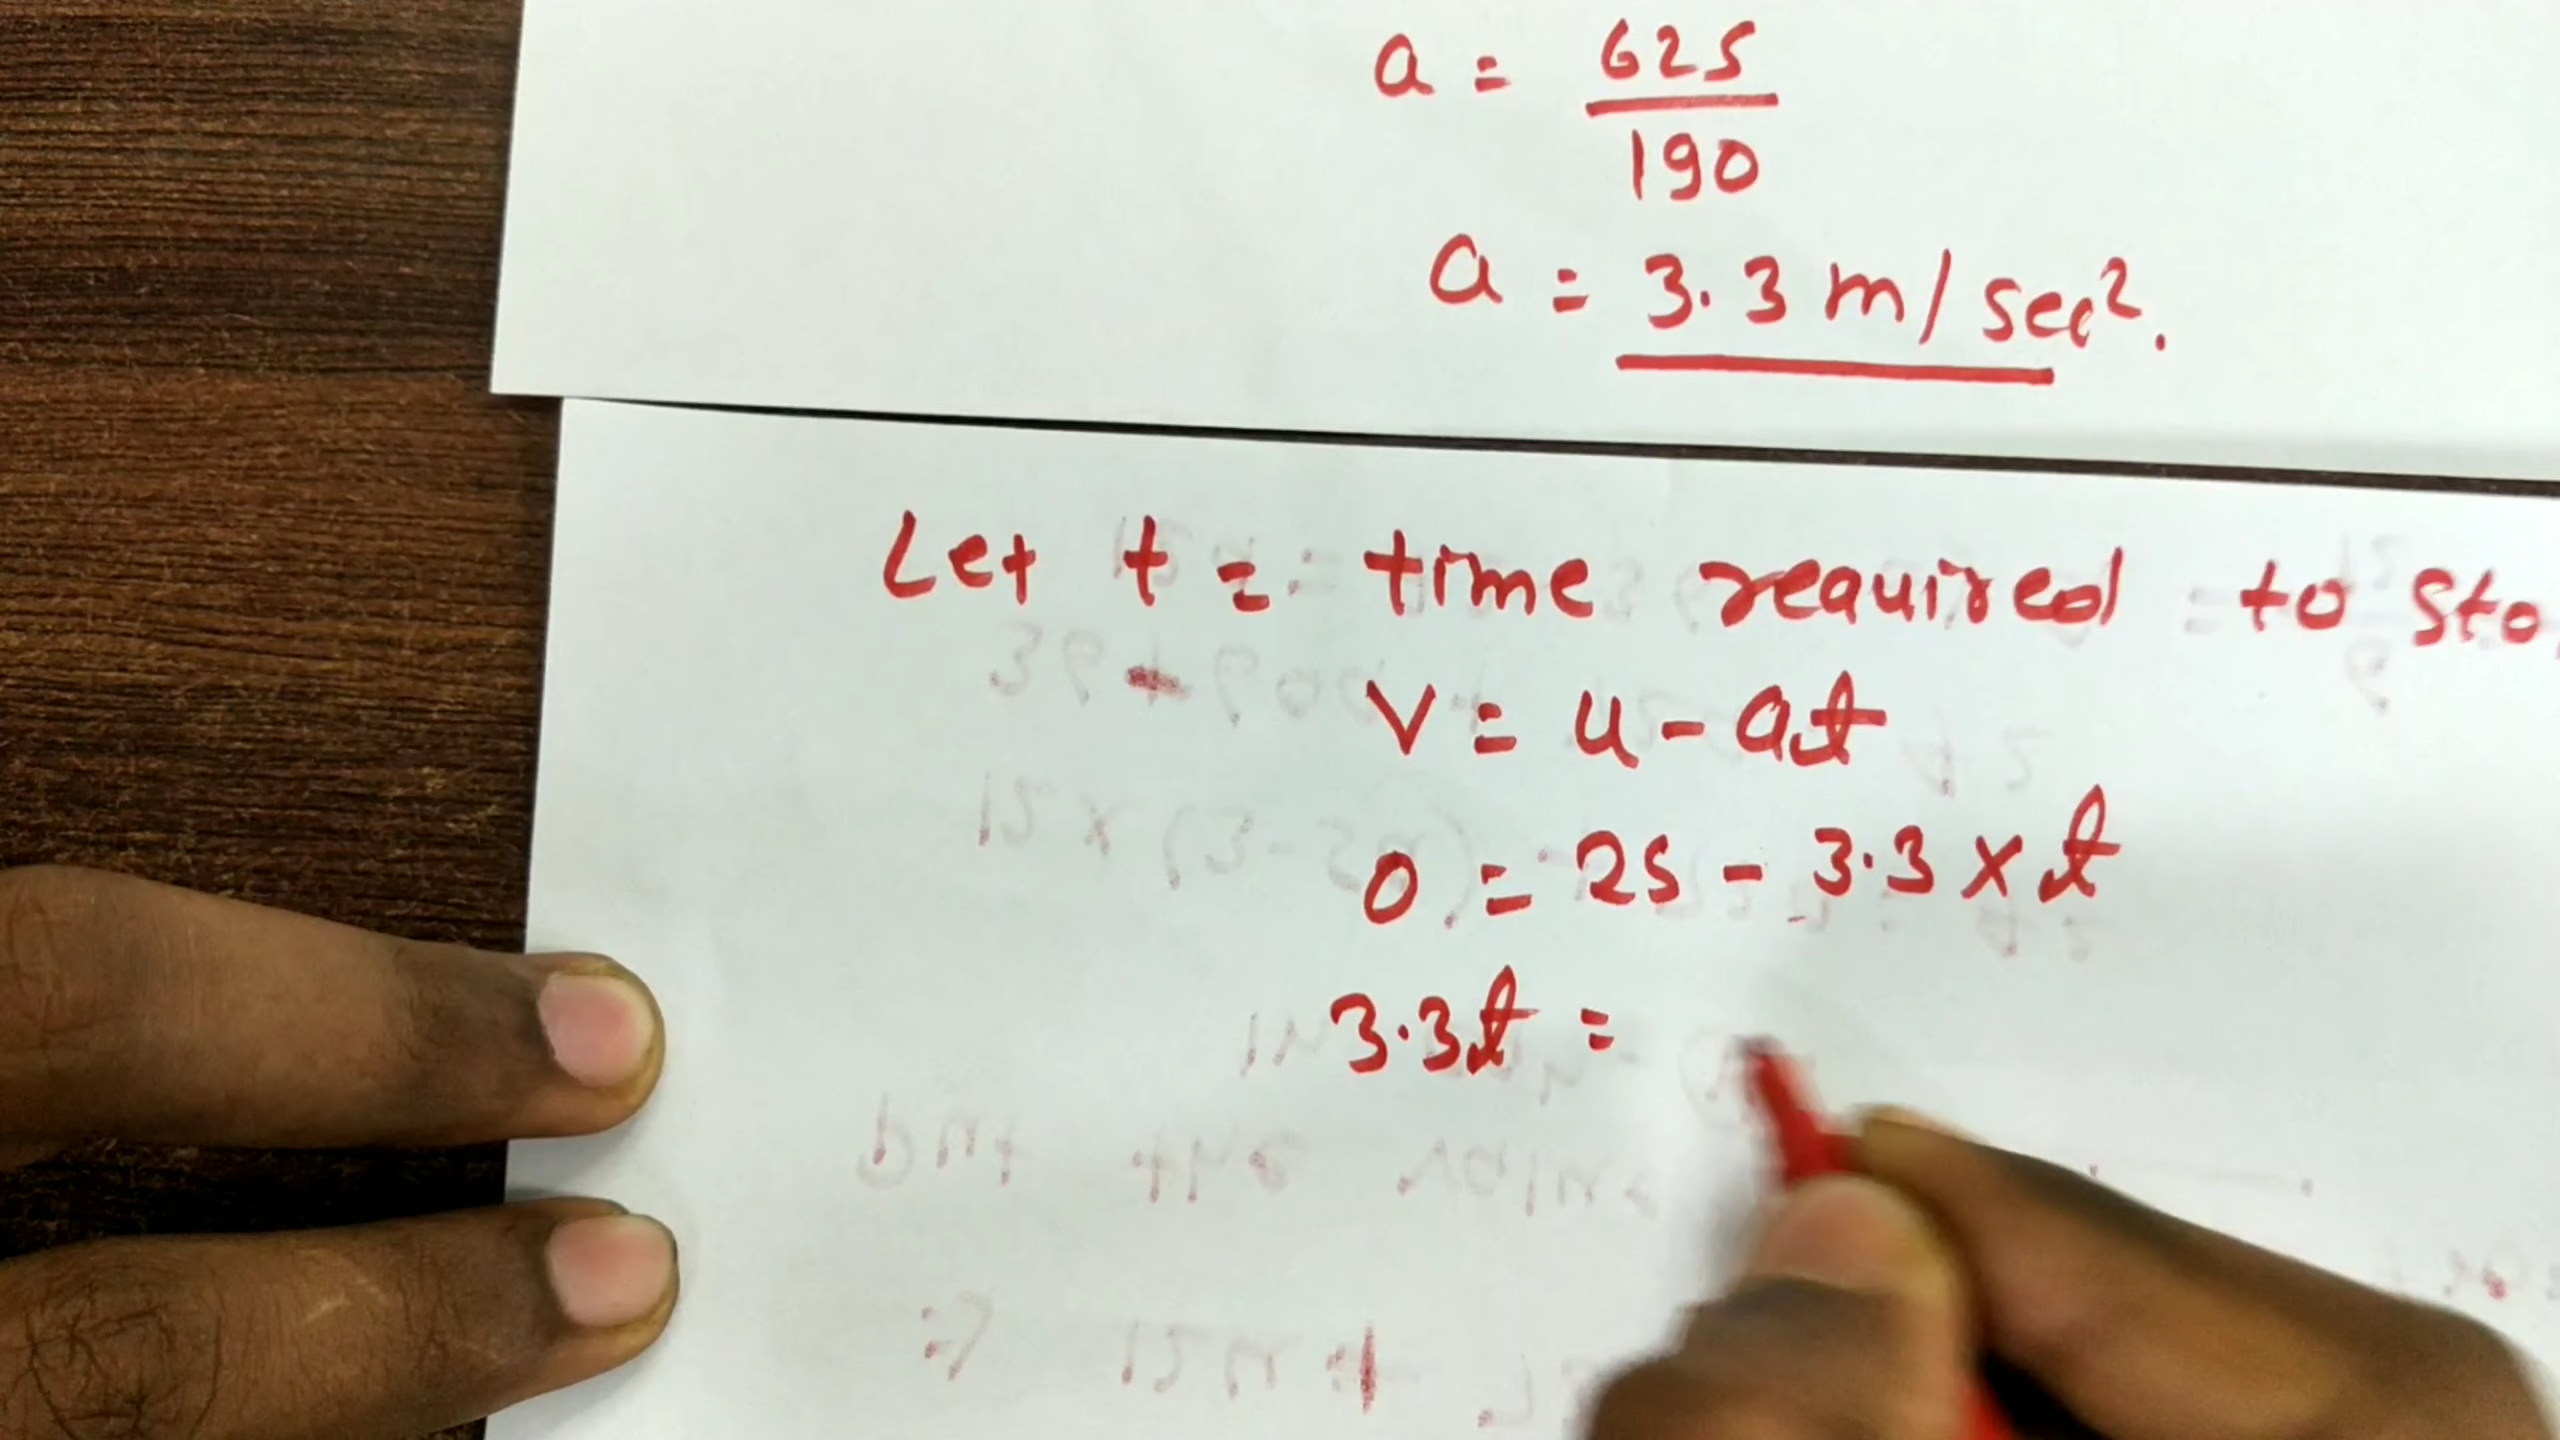 a = 625
190
a = 3.3 m/sec².
Let t = time required to sto
v = u - at
0 = 25 - 3.3 x t
3.3t =